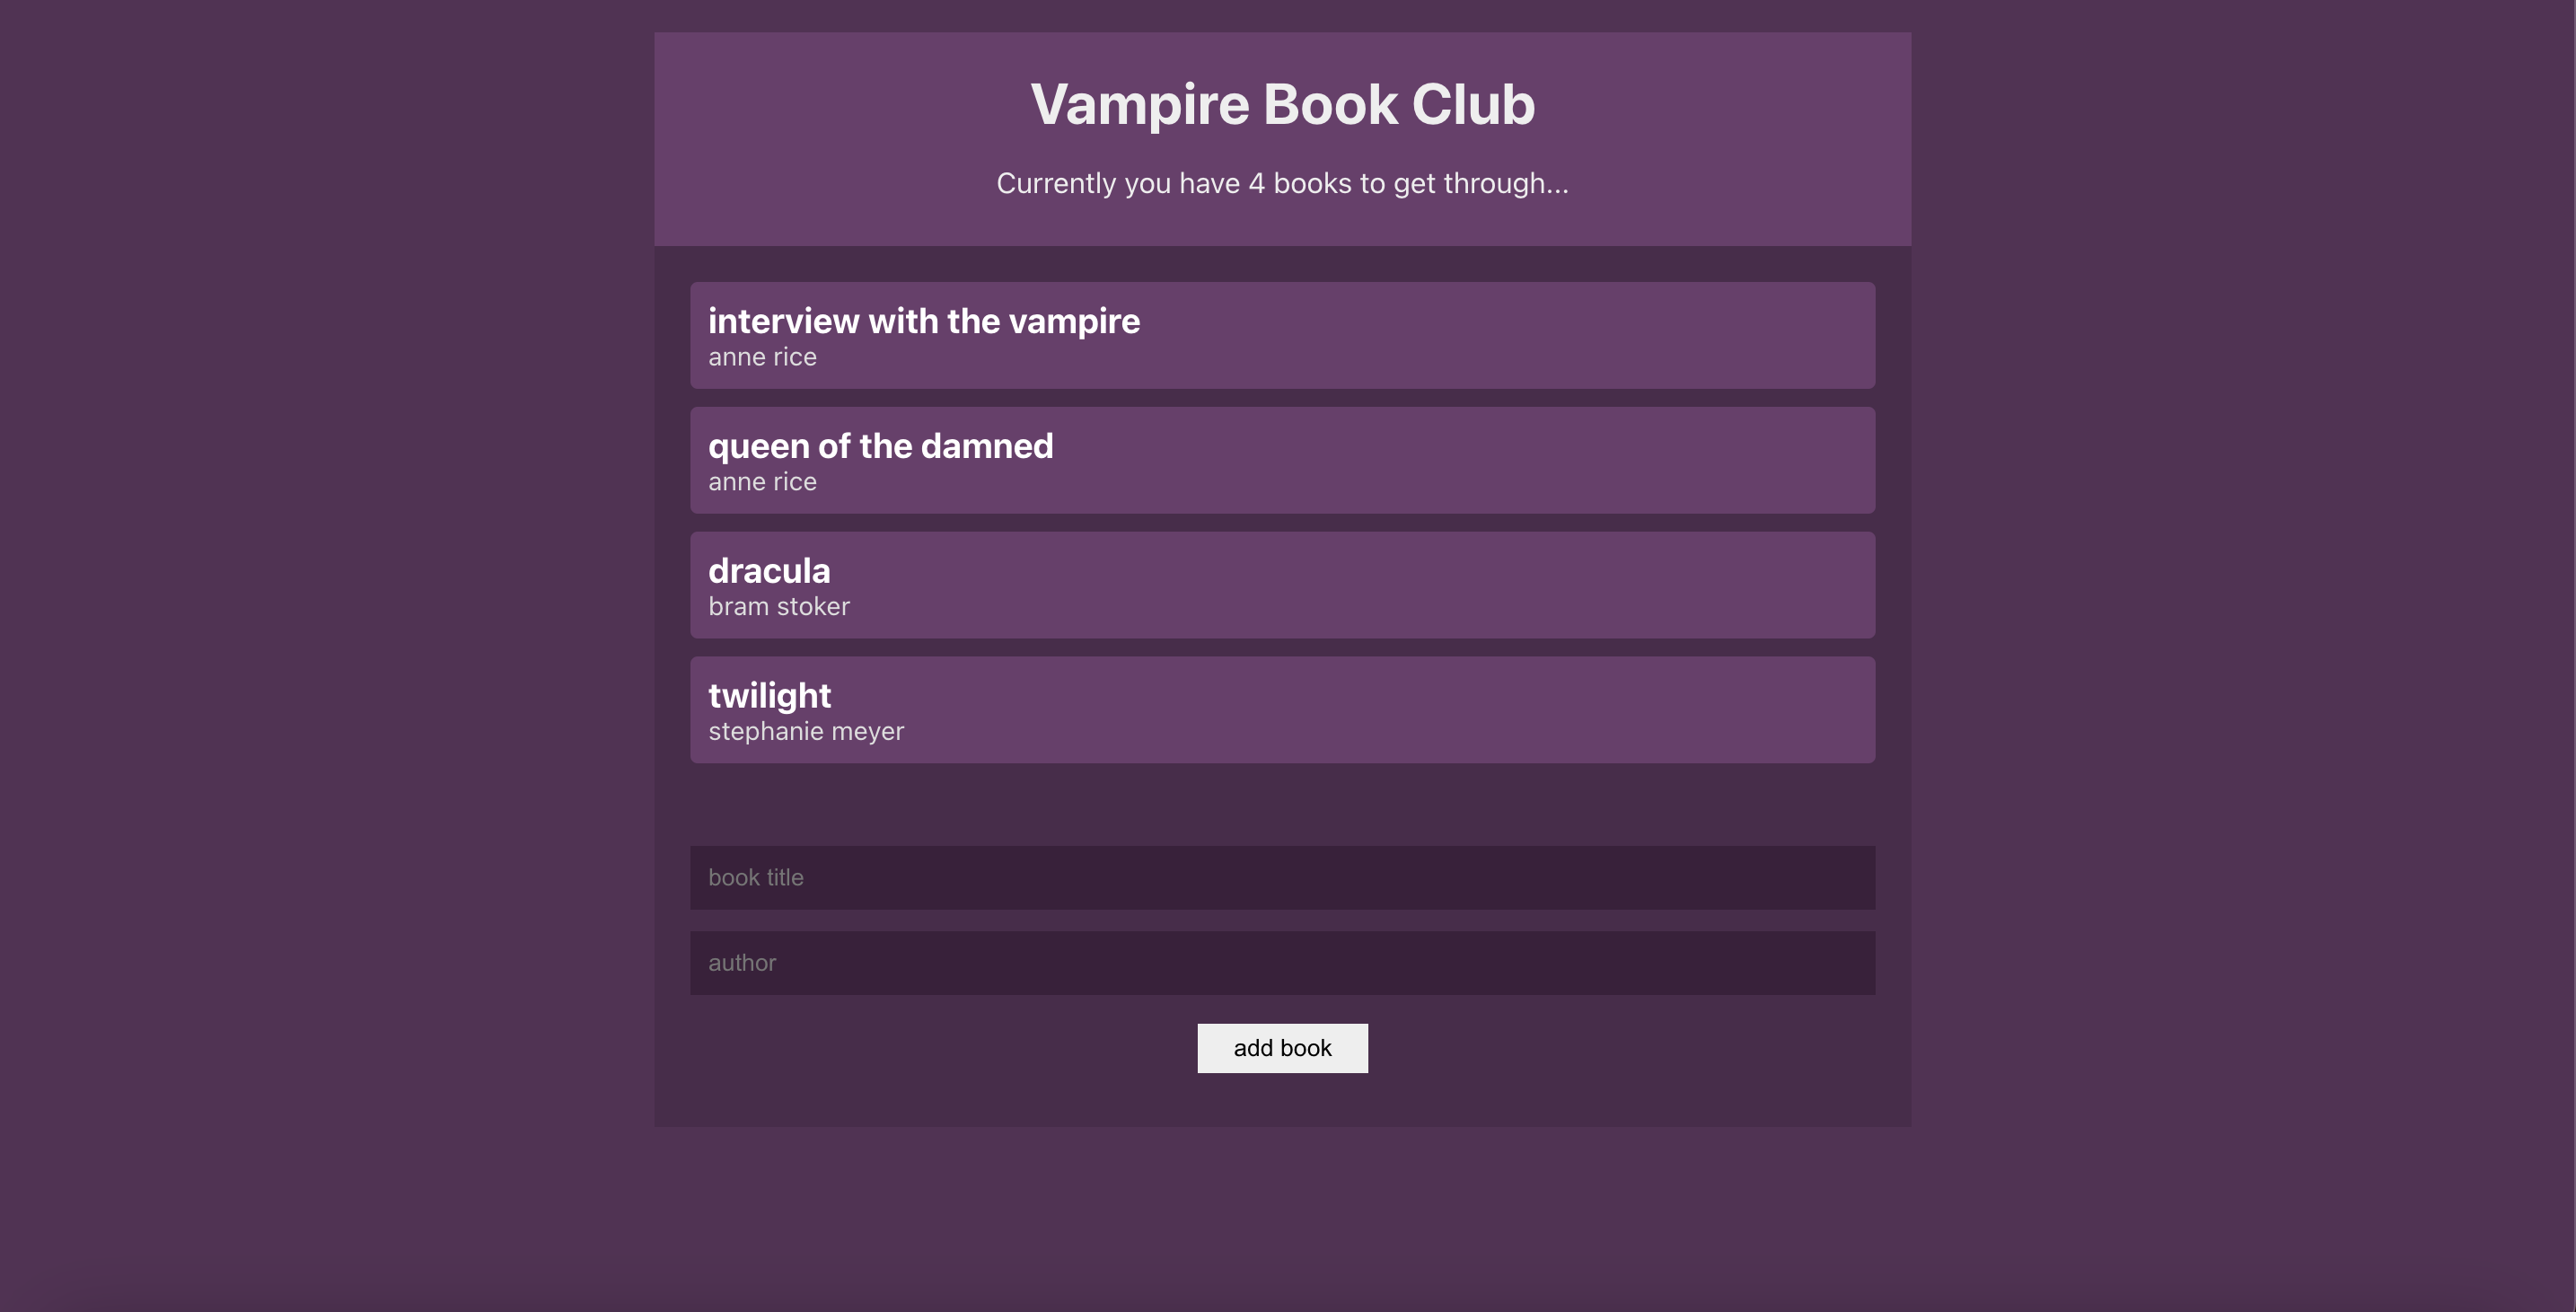 Vampire Book Club
Currently you have 4 books to get through...
interview with the vampire
anne rice
queen of the damned
anne rice
dracula
bram stoker
twilight
stephanie meyer
book title
author
add book